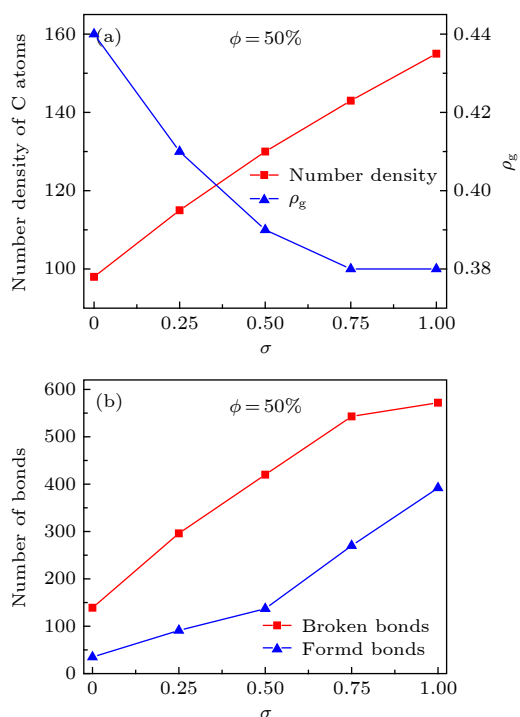 (a)
ϕ = 50%
Number density of C atoms
160
140
120
100
ρg
0.44
0.42
0.40
0.38
Number density
ρg
0
0.25
0.50
0.75
1.00
σ
(b)
ϕ = 50%
Number of bonds
600
500
400
300
200
100
0
Broken bonds
Formd bonds
0
0.25
0.50
0.75
1.00
σ